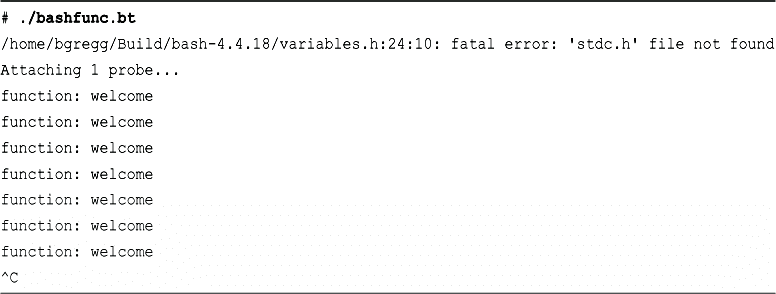 # ./bashfunc.bt
/home/bgregg/Build/bash-4.4.18/variables.h:24:10: fatal error: 'stdc.h' file not found
Attaching 1 probe...
function: welcome
function: welcome
function: welcome
function: welcome
function: welcome
function: welcome
function: welcome
^C